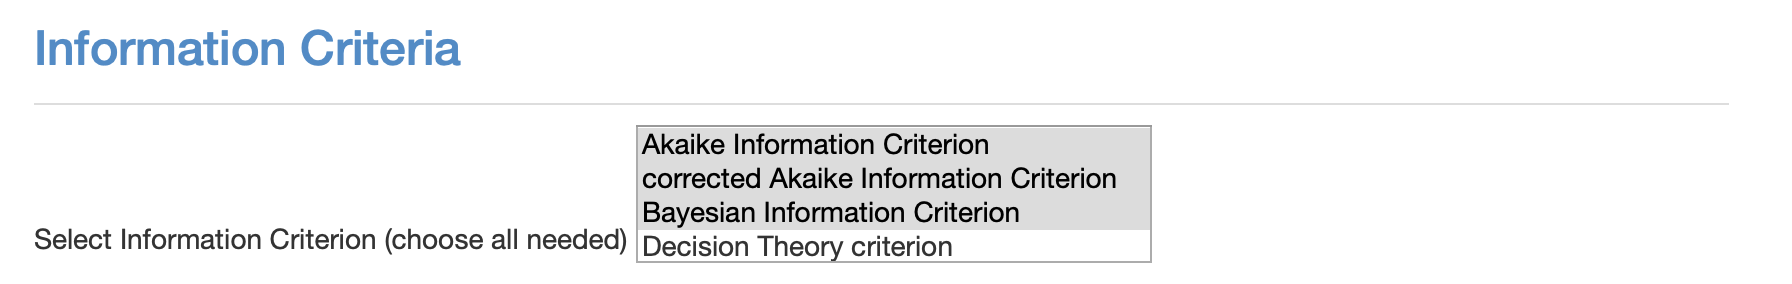 Information Criteria
Akaike Information Criterion
corrected Akaike Information Criterion
Bayesian Information Criterion
Select Information Criterion (choose all needed)
Decision Theory criterion